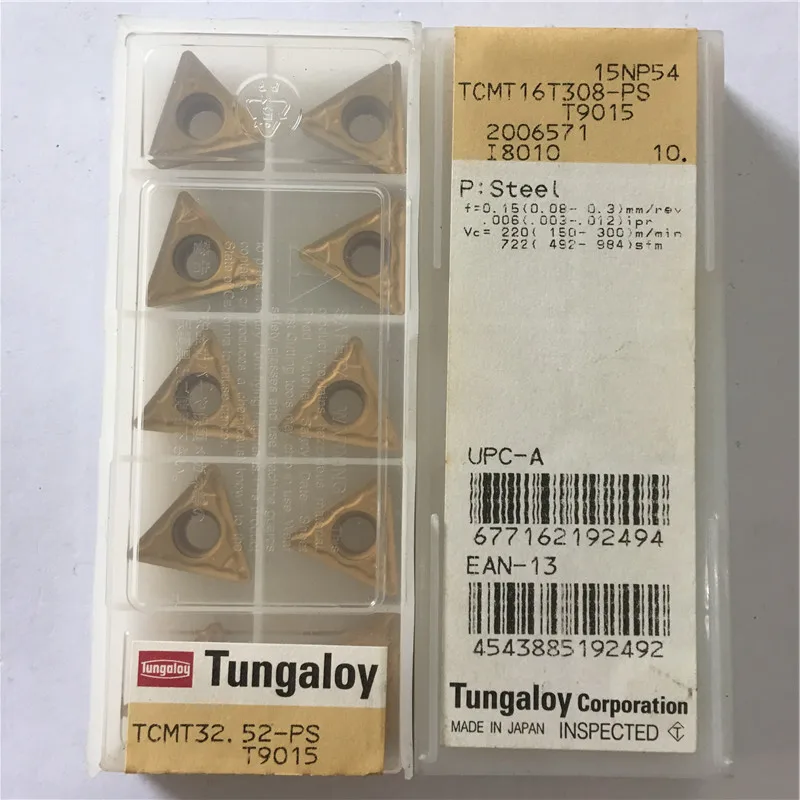 Tungaloy
Tungaloy
TCMT32.52-PS
T9015
15NP54
TCMT16T308-PS
T9015
2006571
I8010 10.
P:Steel
f=0.15(0.08- 0.3)mm/rev
.006(.003-.012)ipr
Vc= 220( 150- 300)m/min
722( 492- 984)sfm
UPC-A
677162192494
EAN-13
4543885192492
Tungaloy Corporation
MADE IN JAPAN INSPECTED T